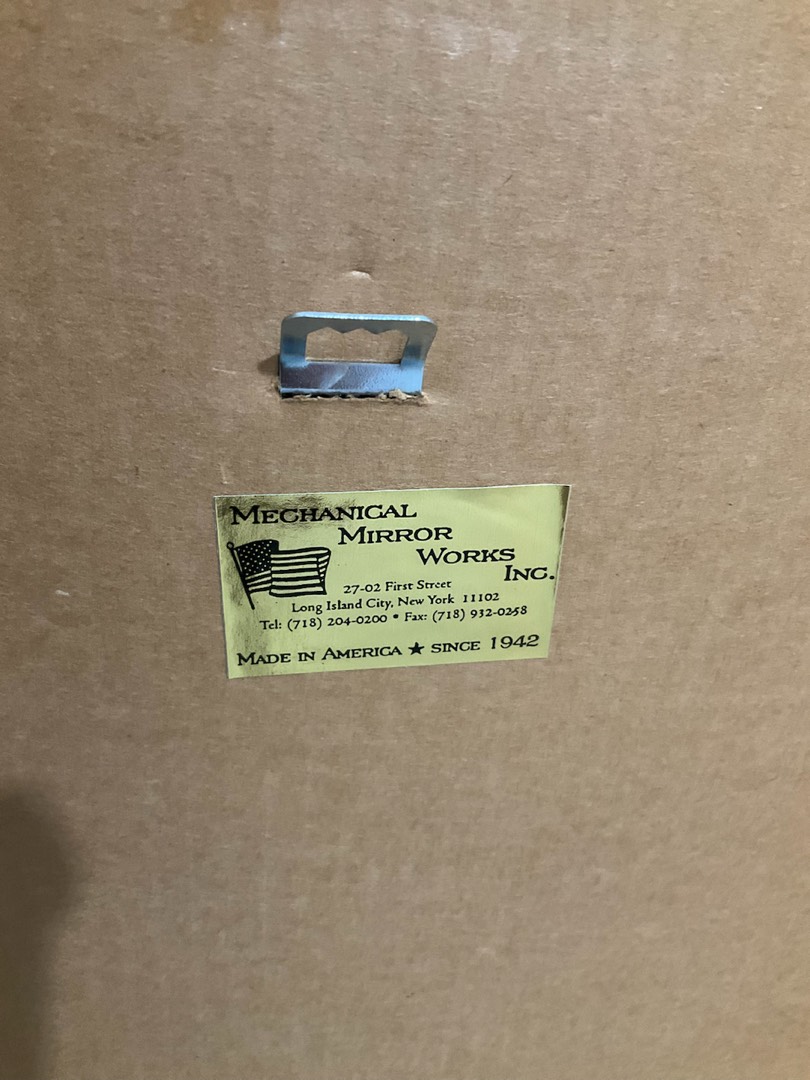 MECHANICAL
MIRROR
WORKS
INC.
27-02 First Street
Long Island City, New York 11102
Tel: (718) 204-0200 • Fax: (718) 932-0258
MADE IN AMERICA ★ SINCE 1942